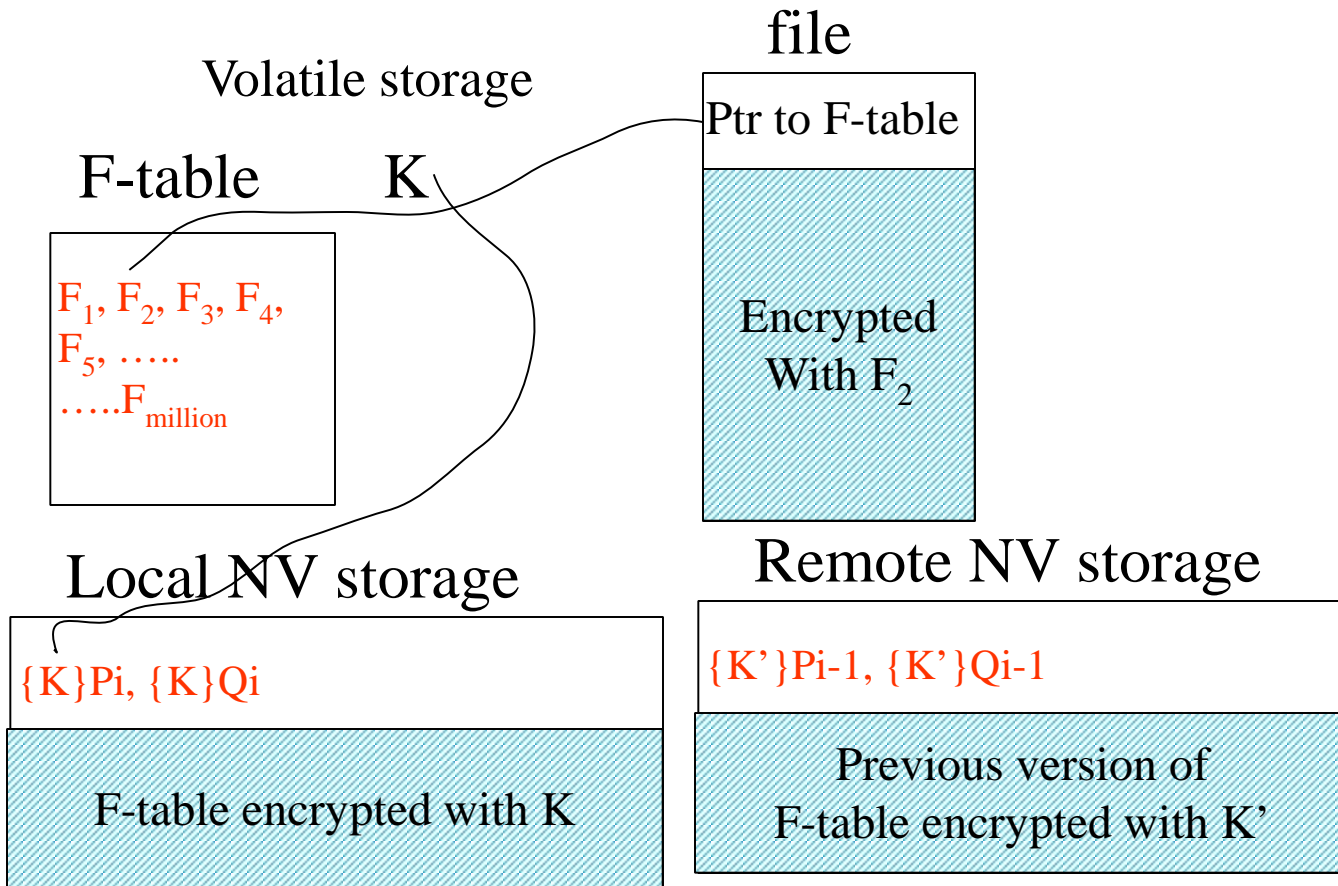 Volatile storage
file
Ptr to F-table
F-table
K
F₁, F₂, F₃, F₄,
F₅, …..
…..F_million
Encrypted
With F₂
Local NV storage
{K}Pi, {K}Qi
F-table encrypted with K
Remote NV storage
{K’}Pi-1, {K’}Qi-1
Previous version of
F-table encrypted with K’